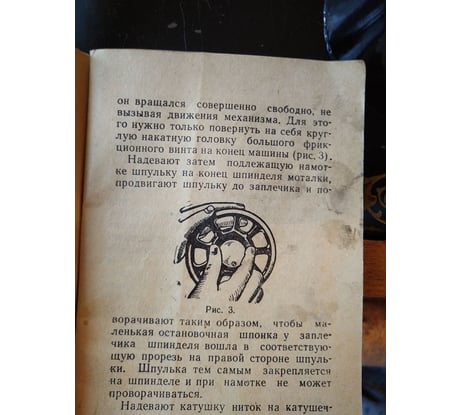 он вращался совершенно свободно, не
вызывая движения механизма. Для это-
го нужно только повернуть на себя круг-
лую накатную головку большого фрик-
ционного винта на конец машины (рис. 3).
Надевают затем подлежащую намот-
ке шпульку на конец шпинделя моталки,
продвигают шпульку до заплечика и по-
Рис. 3.
ворачивают таким образом, чтобы ма-
ленькая остановочная шпонка у запле-
чика шпинделя вошла в соответствую-
щую прорезь на правой стороне шпуль-
ки. Шпулька тем самым закрепляется
на шпинделе и при намотке не может
проворачиваться.
Надевают катушку ниток на катушеч-